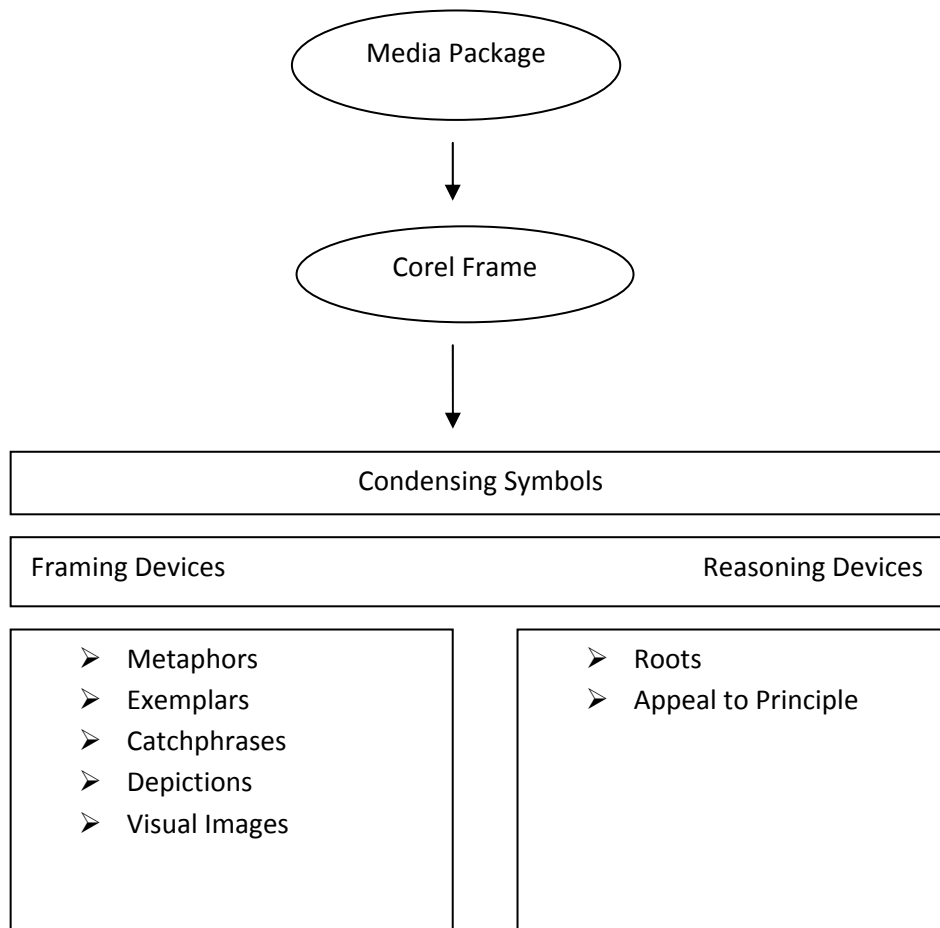 Media Package
Corel Frame
Condensing Symbols
Framing Devices Reasoning Devices
➢ Metaphors
➢ Exemplars
➢ Catchphrases
➢ Depictions
➢ Visual Images
➢ Roots
➢ Appeal to Principle